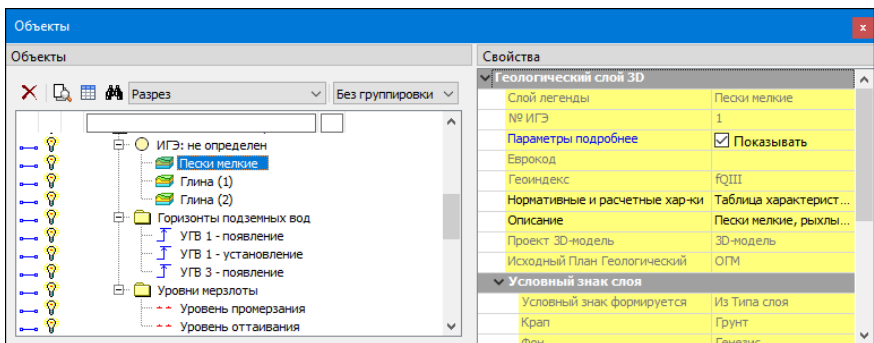 Объекты
Объекты
Разрез
Без группировки
ИГЭ: не определен
Пески мелкие
Глина (1)
Глина (2)
Горизонты подземных вод
УГВ 1 - появление
УГВ 1 - установление
УГВ 3 - появление
Уровни мерзлоты
Уровень промерзания
Уровень оттаивания
Свойства
Геологический слой 3D
Слой легенды Пески мелкие
№ ИГЭ 1
Параметры подробнее Показывать
Еврокод
Геоиндекс fQIII
Нормативные и расчетные хар-ки Таблица характерист...
Описание Пески мелкие, рыхлы...
Проект 3D-модель 3D-модель
Исходный План Геологический ОГМ
Условный знак слоя
Условный знак формируется Из Типа слоя
Крап Грунт
Фон Генезис